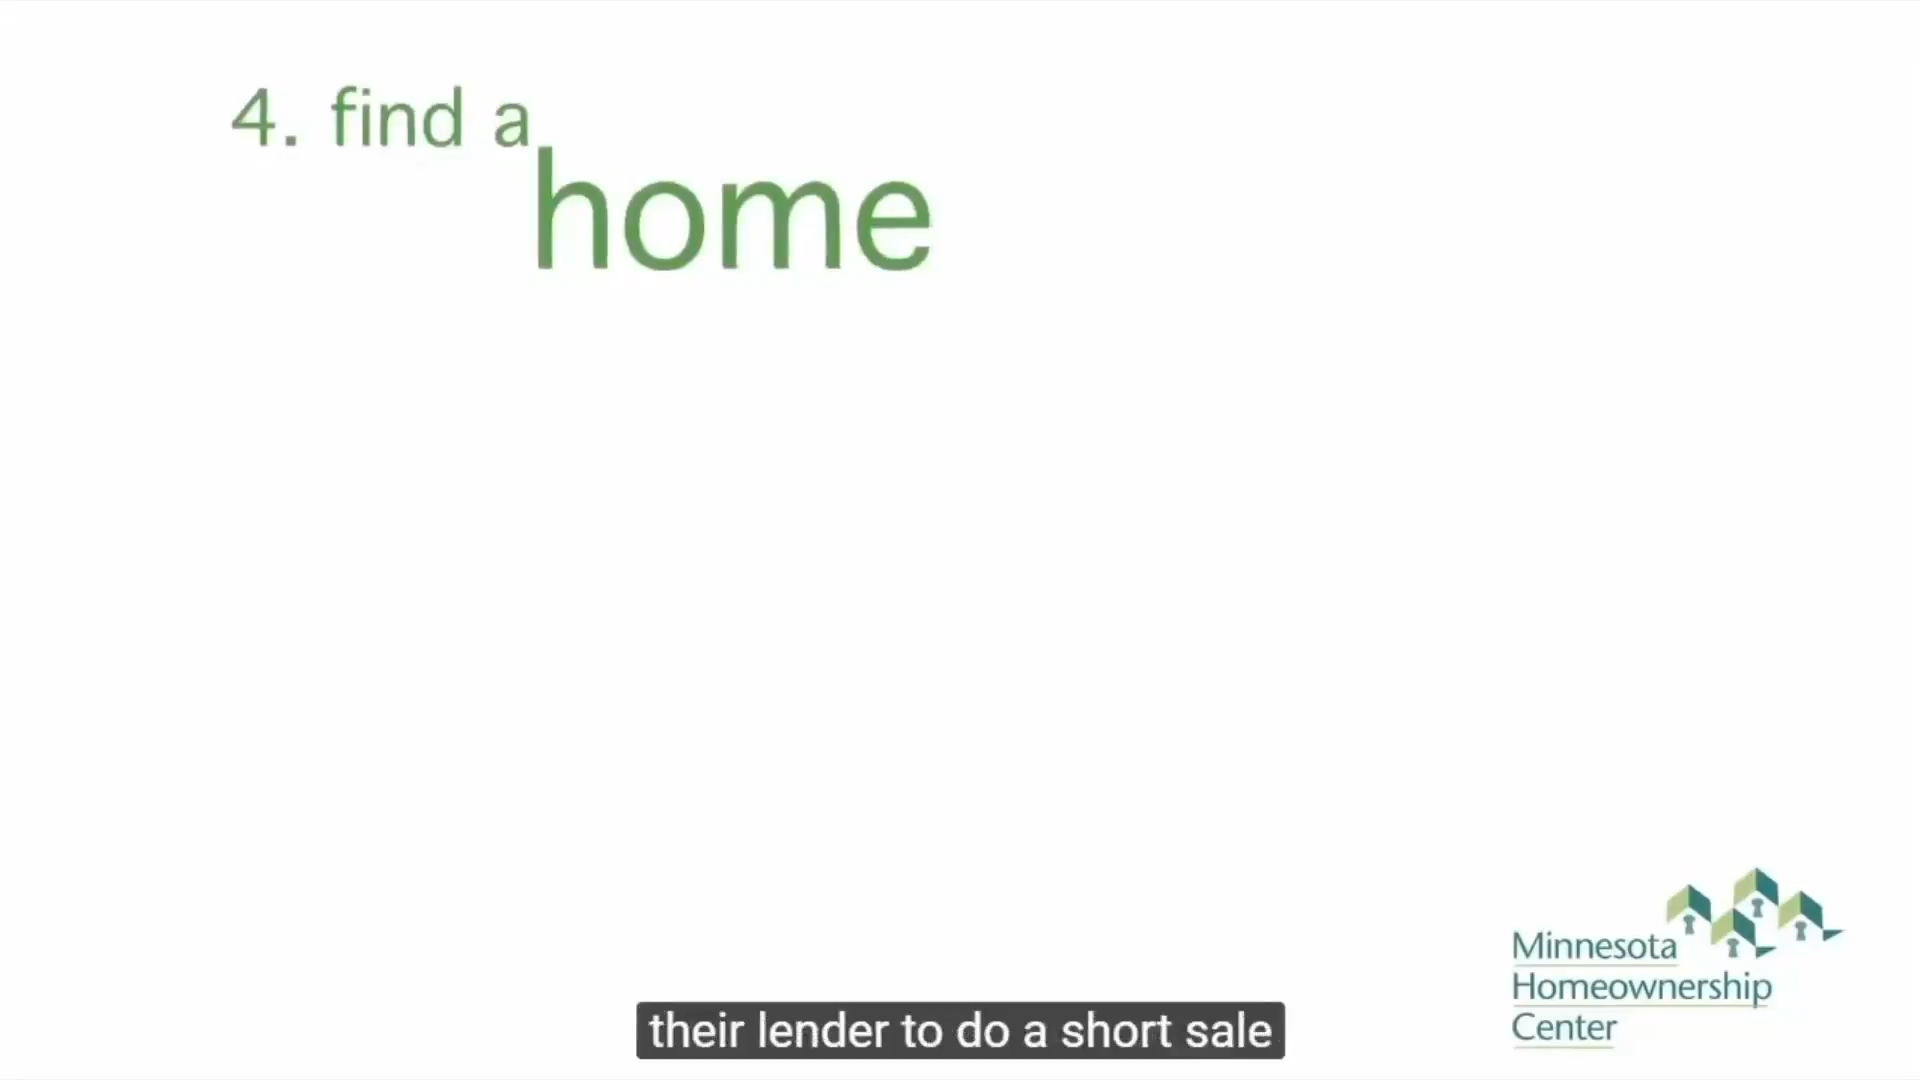 4. find a
home
Minnesota
Homeownership
Center
their lender to do a short sale